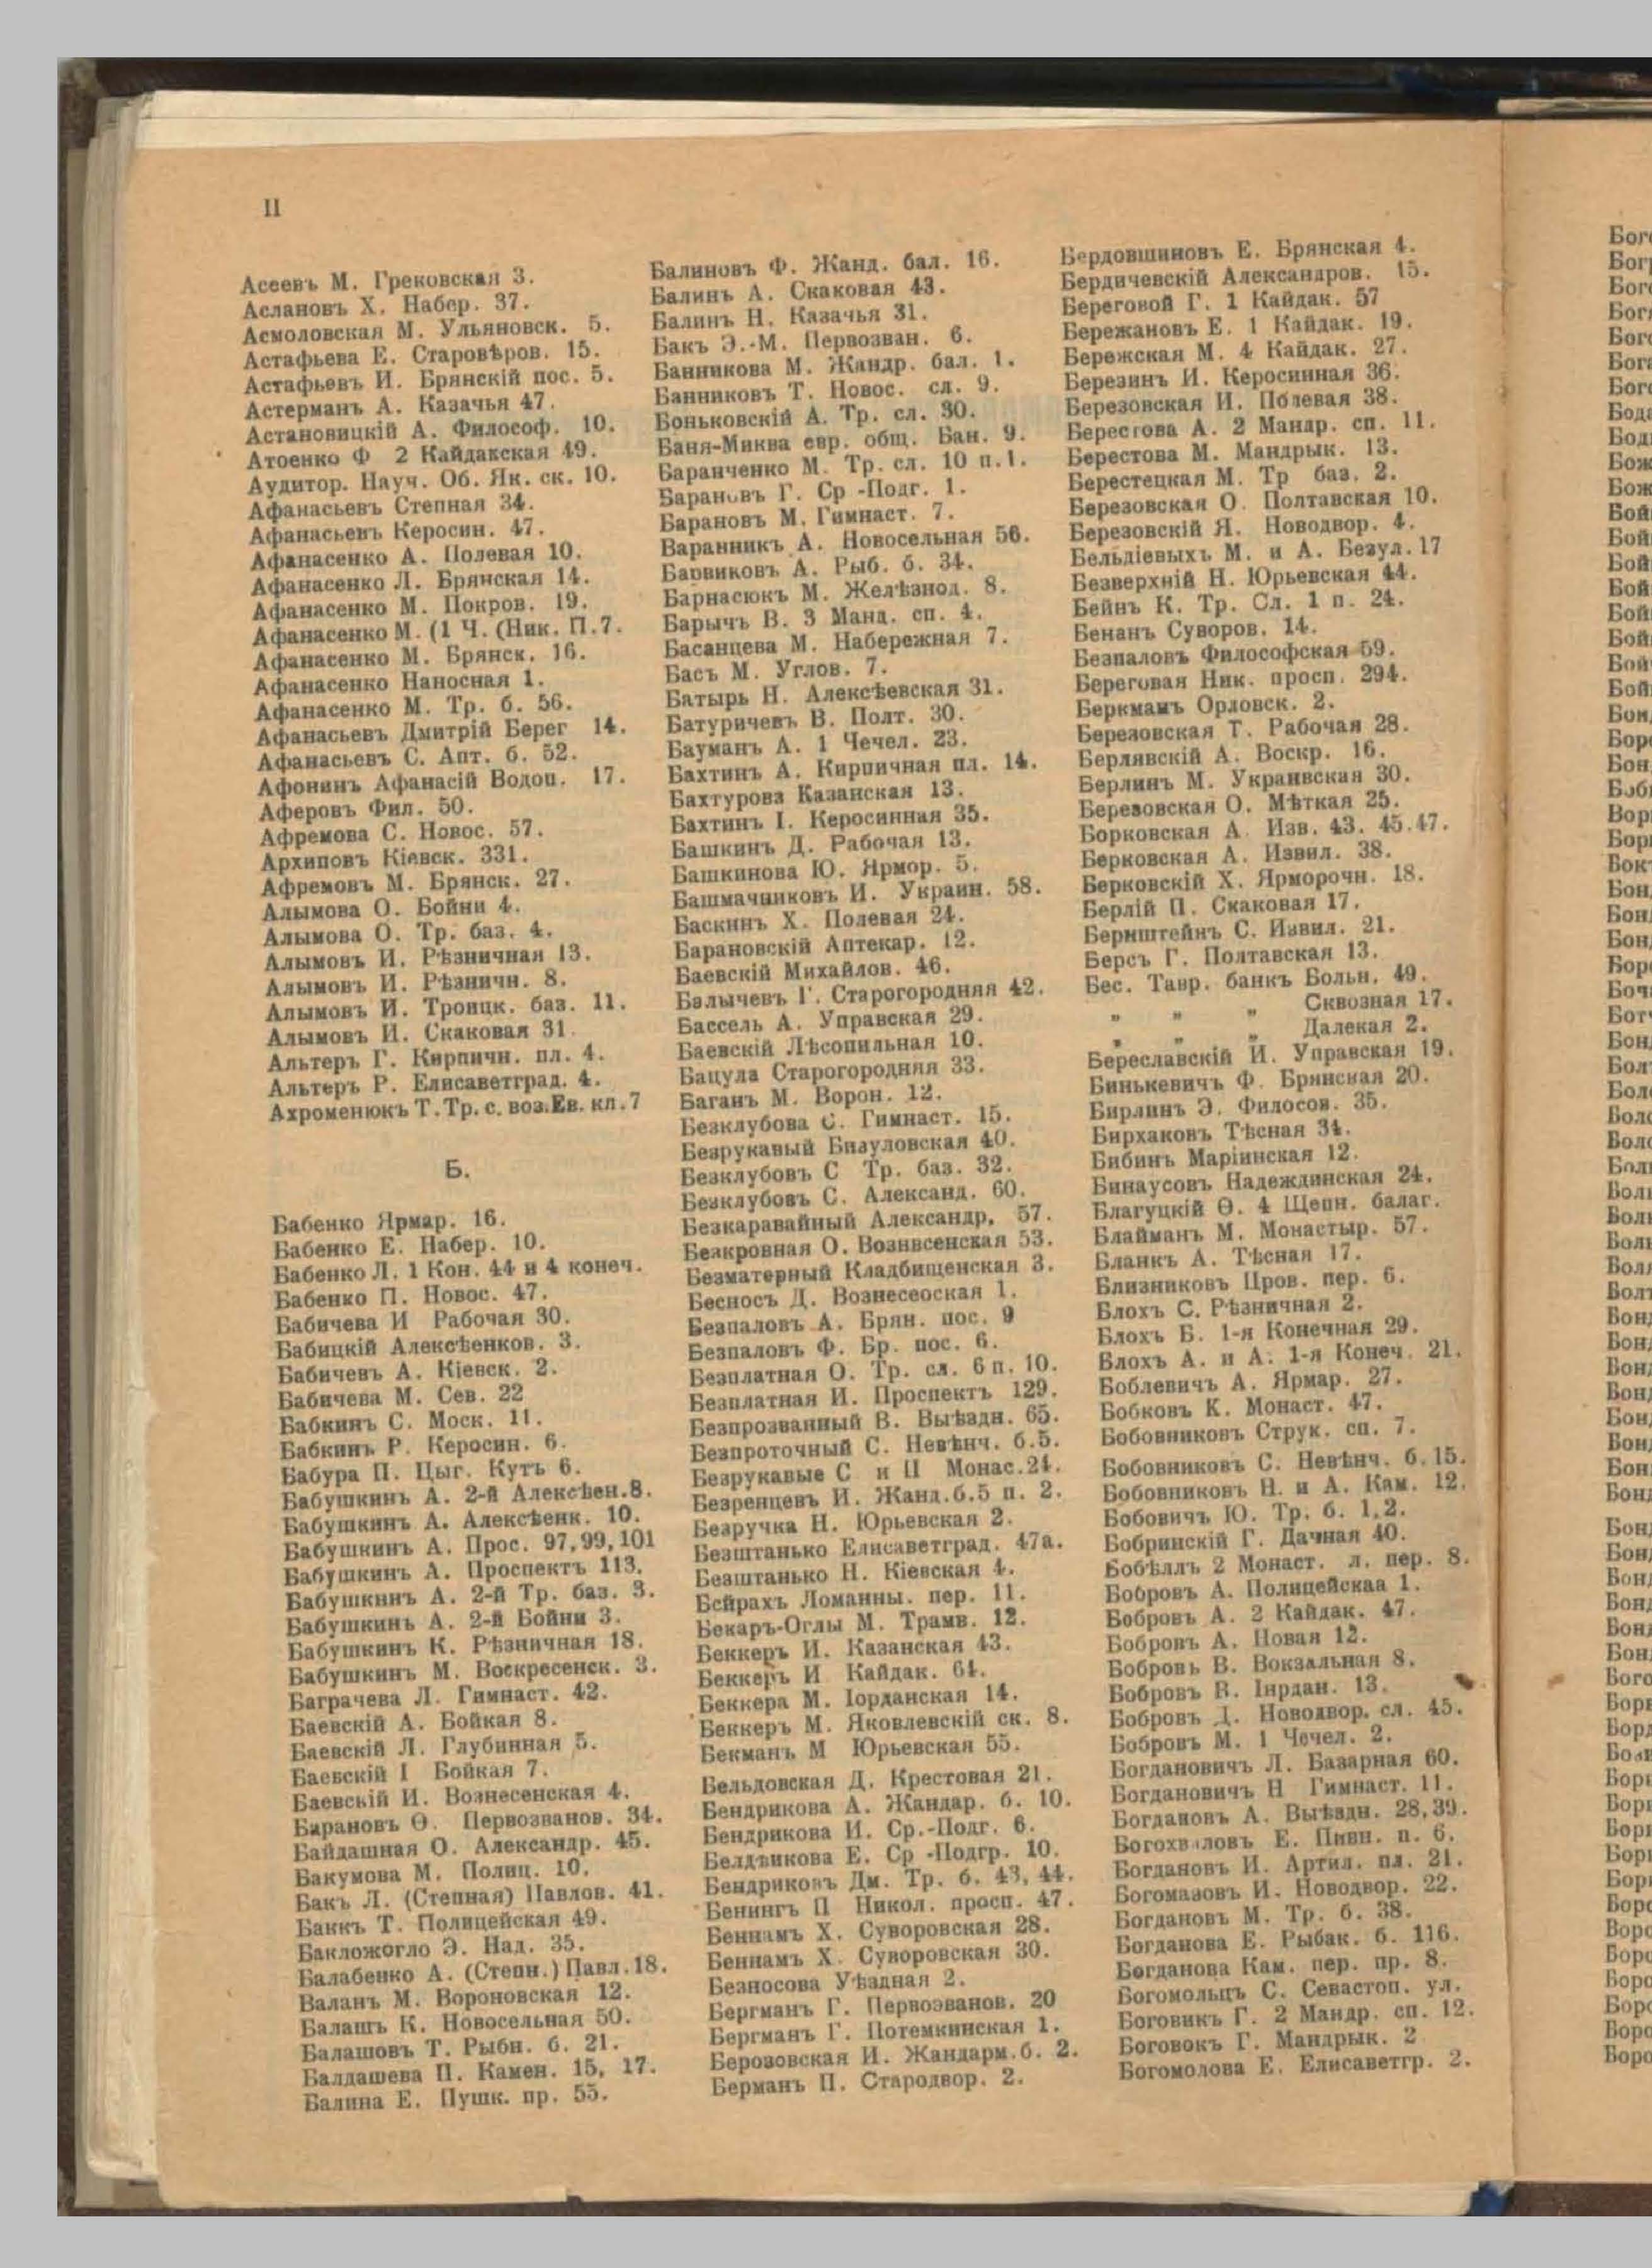 II
Асеевъ М. Грековская 3.
Аслановъ Х. Набер. 37.
Асмоловская М. Ульяновск. 5.
Астафьева Е. Старовѣров. 15.
Астафьевъ И. Брянскій пос. 5.
Астерманъ А. Казачья 47.
Астановицкій А. Философ. 10.
Атоенко Ф 2 Кайдакская 49.
Аудитор. Науч. Об. Як. ск. 10.
Афанасьевъ Степная 34.
Афанасьевъ Керосин. 47.
Афанасенко А. Полевая 10.
Афанасенко Л. Брянская 14.
Афанасенко М. Покров. 19.
Афанасенко М. (1 Ч. (Ник. П. 7.
Афанасенко М. Брянск. 16.
Афанасенко Наносная 1.
Афанасенко М. Тр. б. 56.
Афанасьевъ Дмитрій Берег 14.
Афанасьевъ С. Апт. б. 52.
Афонинъ Афанасій Водоп. 17.
Аферовъ Фил. 50.
Афремова С. Новос. 57.
Архиповъ Кіевск. 331.
Афремовъ М. Брянск. 27.
Алымова О. Бойни 4.
Алымова О. Тр. баз. 4.
Алымовъ И. Рѣзничная 13.
Алымовъ И. Рѣзничн. 8.
Алымовъ И. Троицк. баз. 11.
Алымовъ И. Скаковая 31.
Альтеръ Г. Кирпичн. пл. 4.
Альтеръ Р. Елисаветград. 4.
Ахроменюкъ Т. Тр. с. воз. Ев. кл. 7
Б.
Бабенко Ярмар. 16.
Бабенко Е. Набер. 10.
Бабенко Л. 1 Кон. 44 и 4 конеч.
Бабенко П. Новос. 47.
Бабичева И Рабочая 30.
Бабицкій Алексѣенков. 3.
Бабичевъ А. Кіевск. 2.
Бабичева М. Сев. 22
Бабкинъ С. Моск. 11.
Бабкинъ Р. Керосин. 6.
Бабура П. Цыг. Кутъ 6.
Бабушкинъ А. 2-й Алексѣен. 8.
Бабушкинъ А. Алексѣенк. 10.
Бабушкинъ А. Прос. 97, 99, 101
Бабушкинъ А. Проспектъ 113.
Бабушкинъ А. 2-й Тр. баз. 3.
Бабушкинъ А. 2-й Бойни 3.
Бабушкинъ К. Рѣзничная 18.
Бабушкинъ М. Воскресенск. 3.
Баграчева Л. Гимнаст. 42.
Баевскій А. Бойкая 8.
Баевскій Л. Глубинная 5.
Баевскій I Бойкая 7.
Баевскій И. Вознесенская 4.
Барановъ Ѳ. Первозванов. 34.
Байдашная О. Александр. 45.
Бакумова М. Полиц. 10.
Бакъ Л. (Степная) Павлов. 41.
Баккъ Т. Полицейская 49.
Бакложогло Э. Над. 35.
Балабенко А. (Степн.) Павл. 18.
Валанъ М. Вороновская 12.
Балашъ К. Новосельная 50.
Балашовъ Т. Рыбн. б. 21.
Балдашева П. Камен. 15, 17.
Балина Е. Пушк. пр. 55.
Балиновъ Ф. Жанд. бал. 16.
Балинъ А. Скаковая 43.
Балинъ Н. Казачья 31.
Бакъ Э.-М. Первозван. 6.
Банникова М. Жандр. бал. 1.
Банниковъ Т. Новос. сл. 9.
Боньковскій А. Тр. сл. 30.
Баня-Миква евр. общ. Бан. 9.
Баранченко М. Тр. сл. 10 п. 1.
Барановъ Г. Ср -Подг. 1.
Барановъ М. Гимнаст. 7.
Варанникъ А. Новосельная 56.
Барвиковъ А. Рыб. б. 34.
Барнасюкъ М. Желѣзнод. 8.
Барычъ В. 3 Манд. сп. 4.
Басанцева М. Набережная 7.
Басъ М. Углов. 7.
Батырь Н. Алексѣевская 31.
Батуричевъ В. Полт. 30.
Бауманъ А. 1 Чечел. 23.
Бахтинъ А. Кирпичная пл. 14.
Бахтурова Казанская 13.
Бахтинъ I. Керосинная 35.
Башкинъ Д. Рабочая 13.
Башкинова Ю. Ярмор. 5.
Башмачниковъ И. Украин. 58.
Баскинъ Х. Полевая 24.
Барановскій Аптекар. 12.
Баевскій Михайлов. 46.
Балычевъ Г. Старогородняя 42.
Бассель А. Управская 29.
Баевскій Лѣсопильная 10.
Бацула Старогородняя 33.
Баганъ М. Ворон. 12.
Безклубова С. Гимнаст. 15.
Безрукавый Бизуловская 40.
Безклубовъ С Тр. баз. 32.
Безклубовъ С. Александ. 60.
Безкаравайный Александр. 57.
Безкровная О. Вознвсенская 53.
Безматерный Кладбищенская 3.
Бесносъ Д. Вознесеоская 1.
Безпаловъ А. Брян. пос. 9
Безпаловъ Ф. Бр. пос. 6.
Безплатная О. Тр. сл. 6 п. 10.
Безплатная И. Проспектъ 129.
Безпрозванный В. Выѣздн. 65.
Безпроточный С. Невѣнч. б. 5.
Безрукавые С и П Монас. 24.
Безренцевъ И. Жанд. б. 5 п. 2.
Безручка Н. Юрьевская 2.
Безштанько Елисаветград. 47а.
Безштанько Н. Кіевская 4.
Бейрахъ Ломанны. пер. 11.
Бекаръ-Оглы М. Трамв. 12.
Беккеръ И. Казанская 43.
Беккеръ И Кайдак. 64.
Беккера М. Іорданская 14.
Беккеръ М. Яковлевскій ск. 8.
Бекманъ М Юрьевская 55.
Бельдовская Д. Крестовая 21.
Бендрикова А. Жандар. б. 10.
Бендрикова И. Ср.-Подг. 6.
Белдѣикова Е. Ср -Подгр. 10.
Бендриковъ Дм. Тр. б. 43, 44.
Бенингъ П Никол. просп. 47.
Беннамъ Х. Суворовская 28.
Беннамъ Х. Суворовская 30.
Безносова Уѣздная 2.
Бергманъ Г. Первозванов. 20
Бергманъ Г. Потемкинская 1.
Берозовская И. Жандарм. б. 2.
Берманъ П. Стародвор. 2.
Бердовшиновъ Е. Брянская 4.
Бердичевскій Александров. 15.
Береговой Г. 1 Кайдак. 57
Бережановъ Е. 1 Кайдак. 19.
Бережская М. 4 Кайдак. 27.
Березинъ И. Керосинная 36.
Березовская И. Полевая 38.
Берестова А. 2 Мандр. сп. 11.
Берестова М. Мандрык. 13.
Берестецкая М. Тр баз. 2.
Березовская О. Полтавская 10.
Березовскій Я. Новодвор. 4.
Бельдіевыхъ М. и А. Безул. 17
Безверхній Н. Юрьевская 44.
Бейнъ К. Тр. Сл. 1 п. 24.
Бенанъ Суворов. 14.
Безпаловъ Философская 59.
Береговая Ник. просп. 294.
Беркманъ Орловск. 2.
Березовская Т. Рабочая 28.
Берлявскій А. Воскр. 16.
Берлинъ М. Украивская 30.
Березовская О. Мѣткая 25.
Борковская А. Изв. 43. 45. 47.
Берковская А. Извил. 38.
Берковскій Х. Ярморочн. 18.
Берлій П. Скаковая 17.
Бернштейнъ С. Извил. 21.
Берсъ Г. Полтавская 13.
Бес. Тавр. банкъ Больн. 49.
" " " Сквозная 17.
" " " Далекая 2.
Береславскій И. Управская 19.
Бинькевичъ Ф. Брянская 20.
Бирлинъ Э. Филосов. 35.
Бирхаковъ Тѣсная 34.
Бибинъ Маріинская 12.
Бинаусовъ Надеждинская 24.
Благуцкій Ѳ. 4 Щепн. балаг.
Блайманъ М. Монастыр. 57.
Бланкъ А. Тѣсная 17.
Близниковъ Пров. пер. 6.
Блохъ С. Рѣзничная 2.
Блохъ Б. 1-я Конечная 29.
Блохъ А. и А. 1-я Конеч. 21.
Боблевичъ А. Ярмар. 27.
Бобковъ К. Монаст. 47.
Бобовниковъ Струк. сп. 7.
Бобовниковъ С. Невѣнч. б. 15.
Бобовниковъ Н. и А. Кам. 12.
Бобовичъ Ю. Тр. б. 1, 2.
Бобринскій Г. Дачная 40.
Бобѣллъ 2 Монаст. л. пер. 8.
Бобровъ А. Полицейскаа 1.
Бобровъ А. 2 Кайдак. 47.
Бобровъ А. Новая 12.
Бобровъ В. Вокзальная 8.
Бобровъ В. Iнрдан. 13.
Бобровъ Д. Новодвор. сл. 45.
Бобровъ М. 1 Чечел. 2.
Богдановичъ Л. Базарная 60.
Богдановичъ Н Гимнаст. 11.
Богдановъ А. Выѣздн. 28, 39.
Богохваловъ Е. Пивн. п. 6.
Богдановъ И. Артил. пл. 21.
Богомазовъ И. Новодвор. 22.
Богдановъ М. Тр. б. 38.
Богданова Е. Рыбак. б. 116.
Богданова Кам. пер. пр. 8.
Богомольцъ С. Севастоп. ул.
Боговикъ Г. 2 Мандр. сп. 12.
Боговокъ Г. Мандрык. 2
Богомолова Е. Елисаветгр. 2.